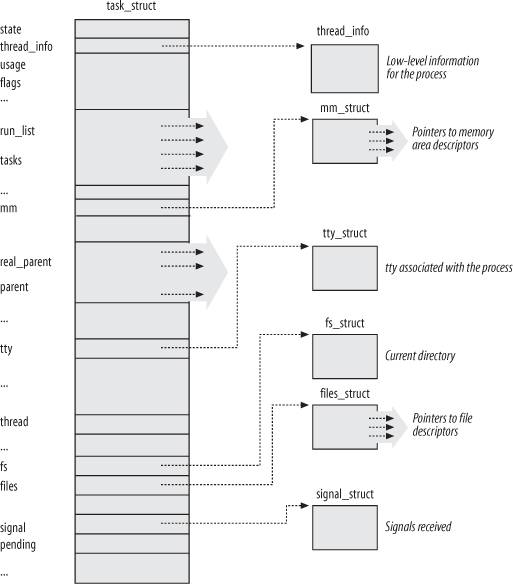 task_struct
state
thread_info
usage
flags
...
run_list
tasks
...
mm
real_parent
parent
...
tty
...
thread
...
fs
files
signal
pending
...
thread_info
Low-level information
for the process
mm_struct
Pointers to memory
area descriptors
tty_struct
tty associated with the process
fs_struct
Current directory
files_struct
Pointers to file
descriptors
signal_struct
Signals received